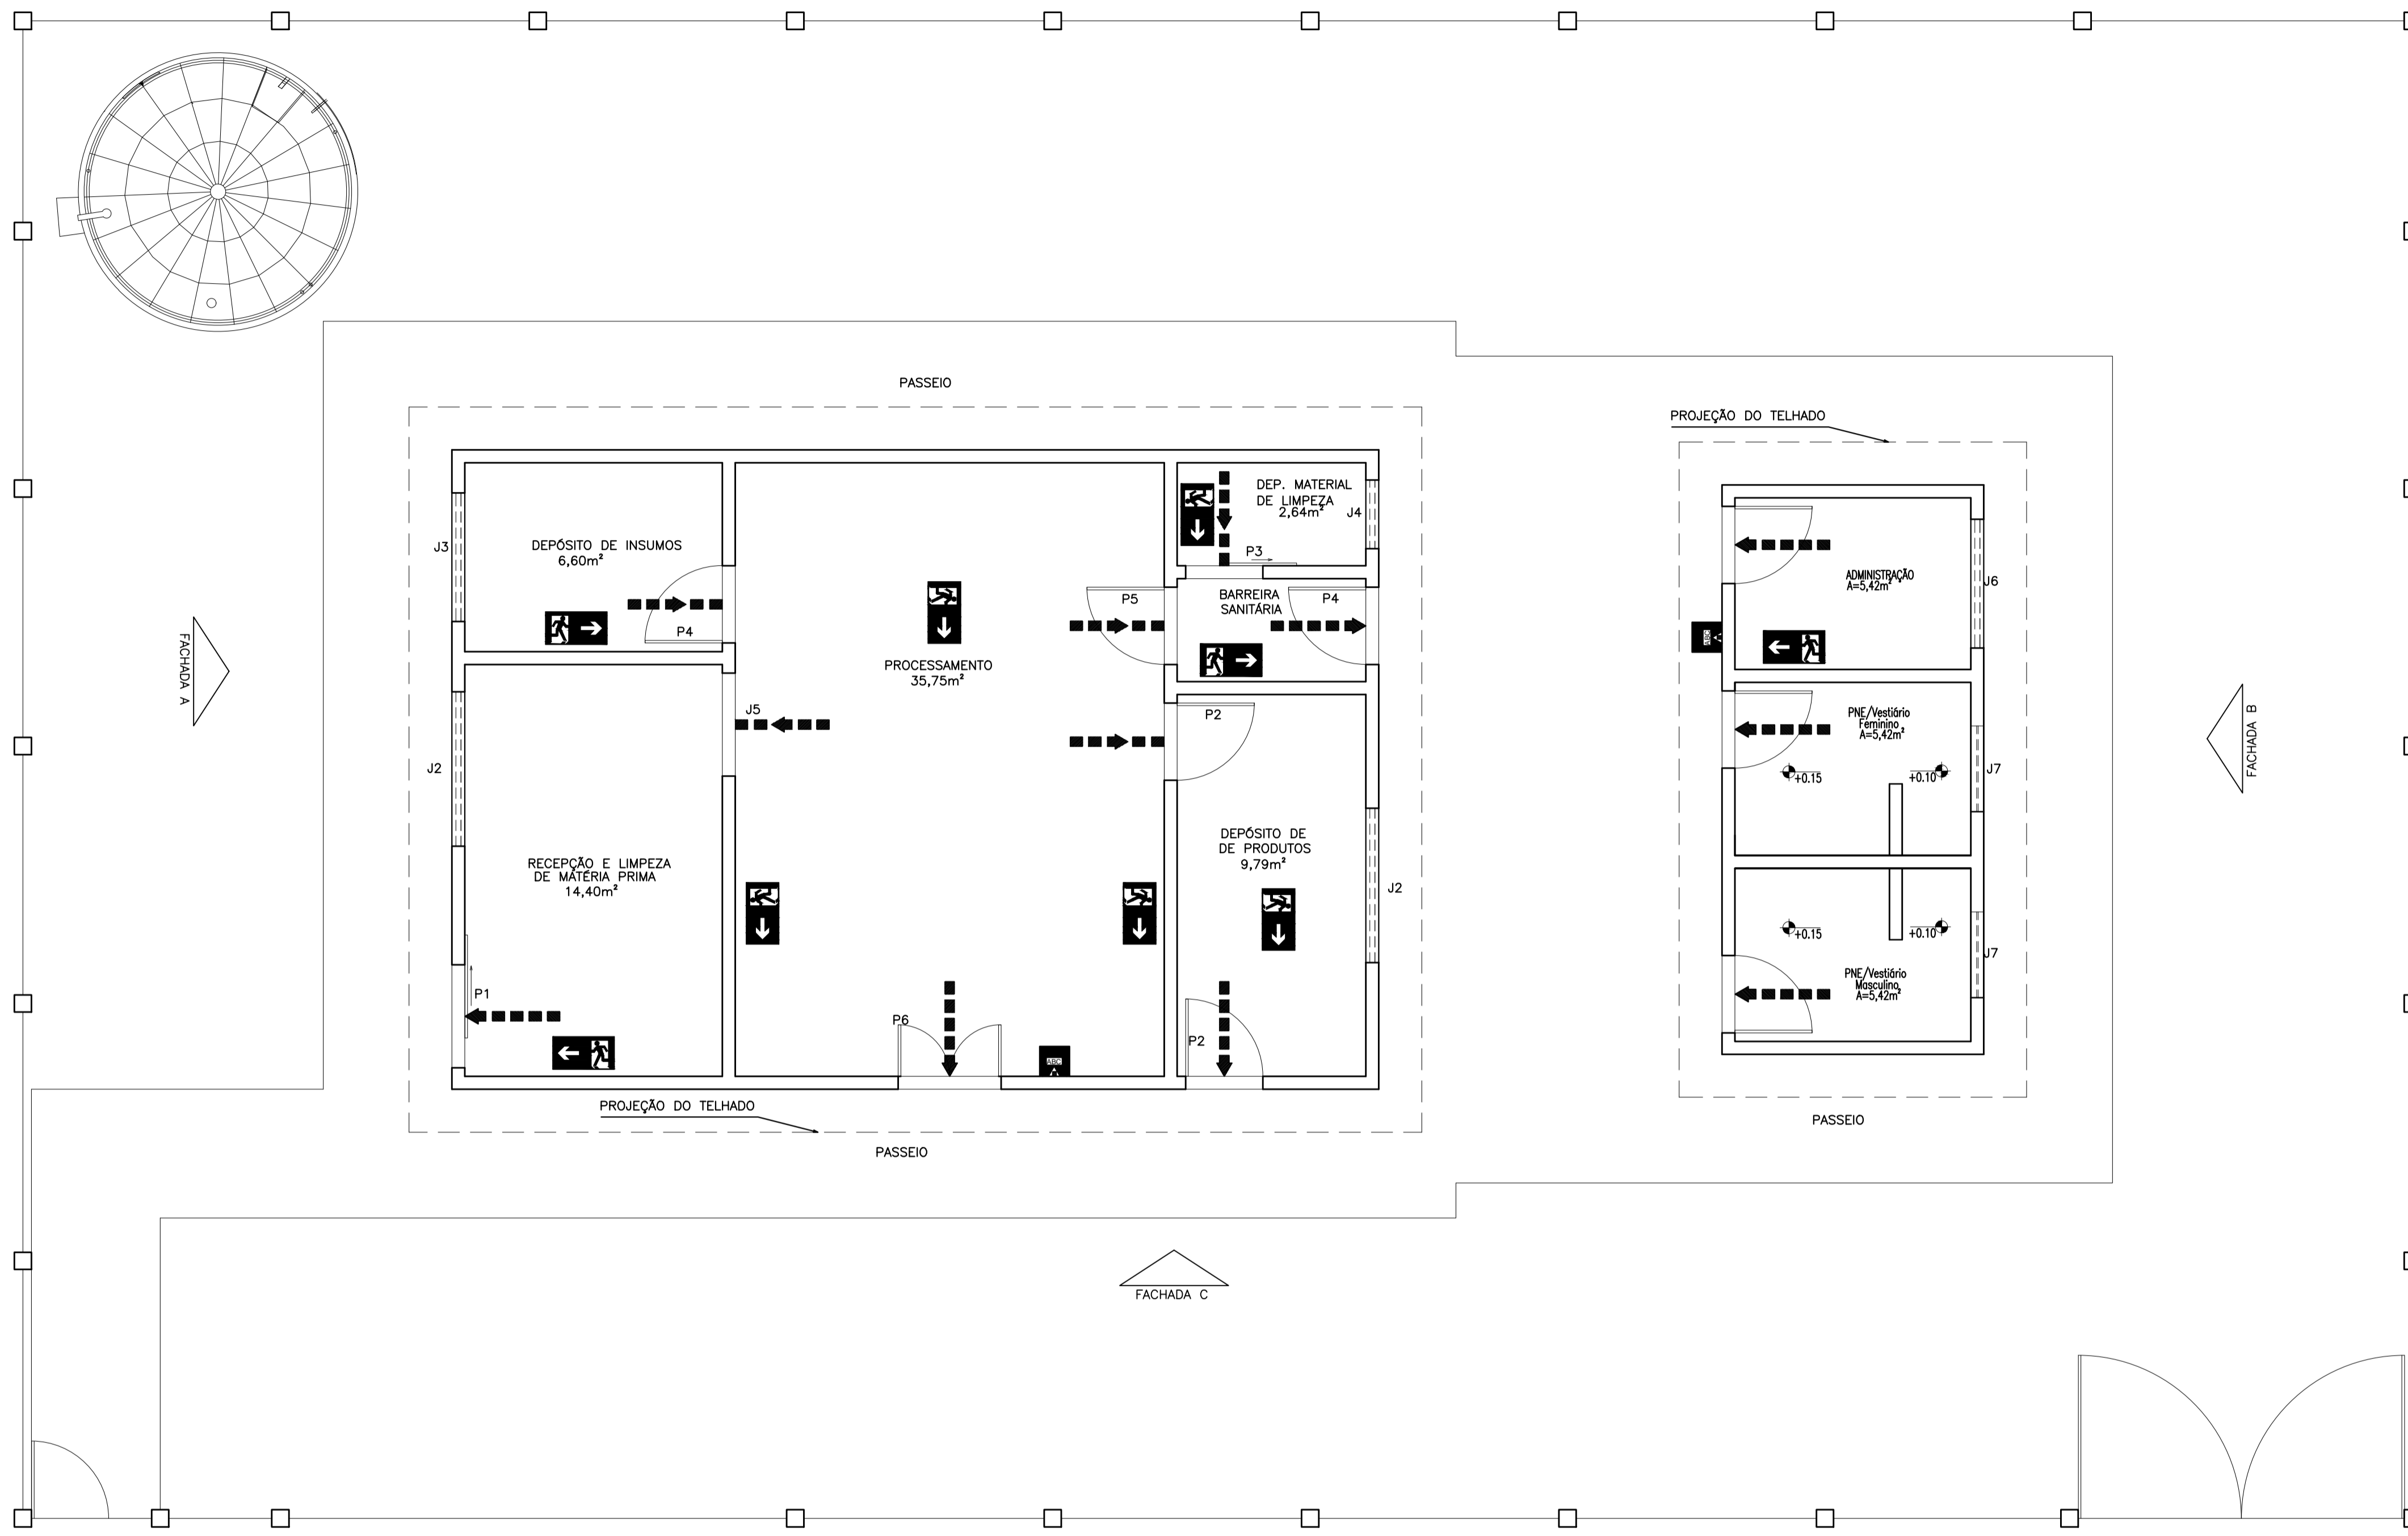 PASSEIO
PROJEÇÃO DO TELHADO
DEP. MATERIAL
DE LIMPEZA
2,64m²
J4
J3
DEPÓSITO DE INSUMOS
6,60m²
P3
ADMINISTRAÇÃO
A=5,42m²
J6
BARREIRA
SANITÁRIA
P5
P4
P4
FACHADA A
ABC
PROCESSAMENTO
35,75m²
J5
P2
PNE/Vestiário
Feminino
A=5,42m²
FACHADA B
J2
J7
+0.15
+0.10
DEPÓSITO DE
DE PRODUTOS
9,79m²
RECEPÇÃO E LIMPEZA
DE MATÉRIA PRIMA
14,40m²
J2
+0.15
+0.10
J7
PNE/Vestiário
Masculino
A=5,42m²
P1
P6
P2
ABC
PROJEÇÃO DO TELHADO
PASSEIO
PASSEIO
FACHADA C